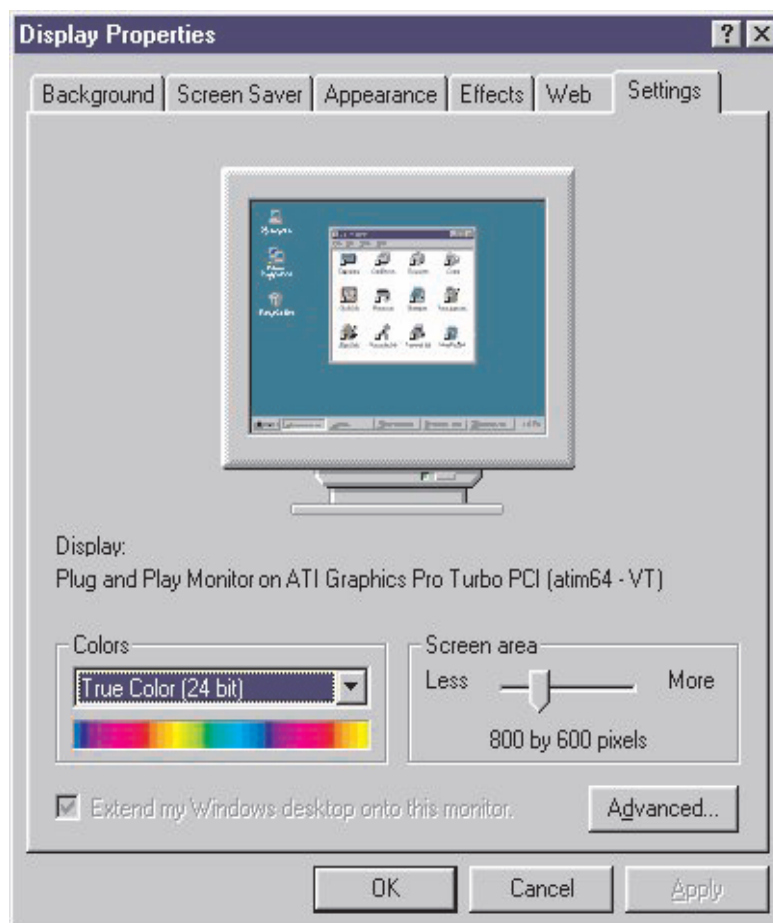 Display Properties
Background Screen Saver Appearance Effects Web Settings
Display:
Plug and Play Monitor on ATI Graphics Pro Turbo PCI (atim64 - VT)
Colors
True Color (24 bit)
Screen area
Less More
800 by 600 pixels
Extend my Windows desktop onto this monitor.
Advanced...
OK Cancel Apply